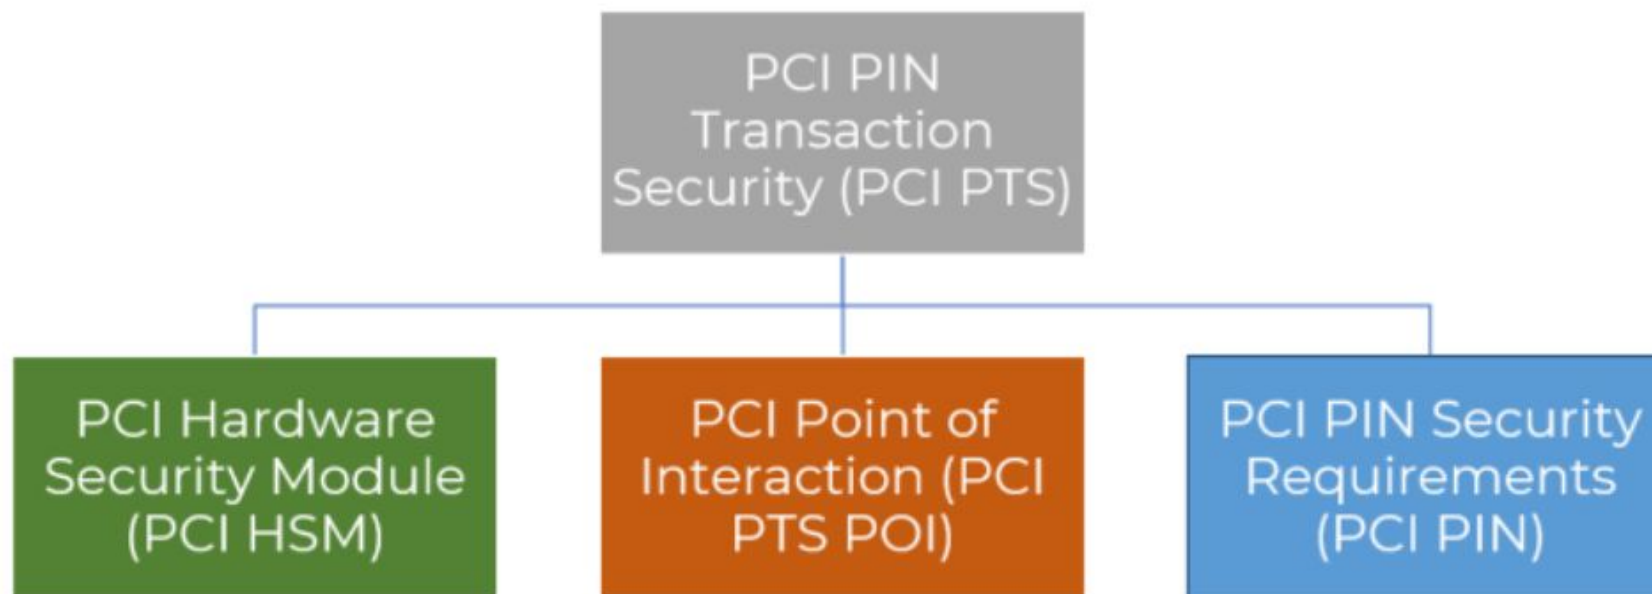 PCI PIN
Transaction
Security (PCI PTS)
PCI Hardware
Security Module
(PCI HSM)
PCI Point of
Interaction (PCI
PTS POI)
PCI PIN Security
Requirements
(PCI PIN)